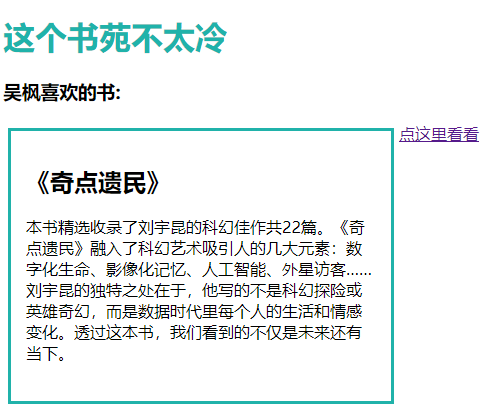 这个书苑不太冷
吴枫喜欢的书:
点这里看看
《奇点遗民》
本书精选收录了刘宇昆的科幻佳作共22篇。《奇
点遗民》融入了科幻艺术吸引人的几大元素：数
字化生命、影像化记忆、人工智能、外星访客……
刘宇昆的独特之处在于，他写的不是科幻探险或
英雄奇幻，而是数据时代里每个人的生活和情感
变化。透过这本书，我们看到的不仅是未来还有
当下。